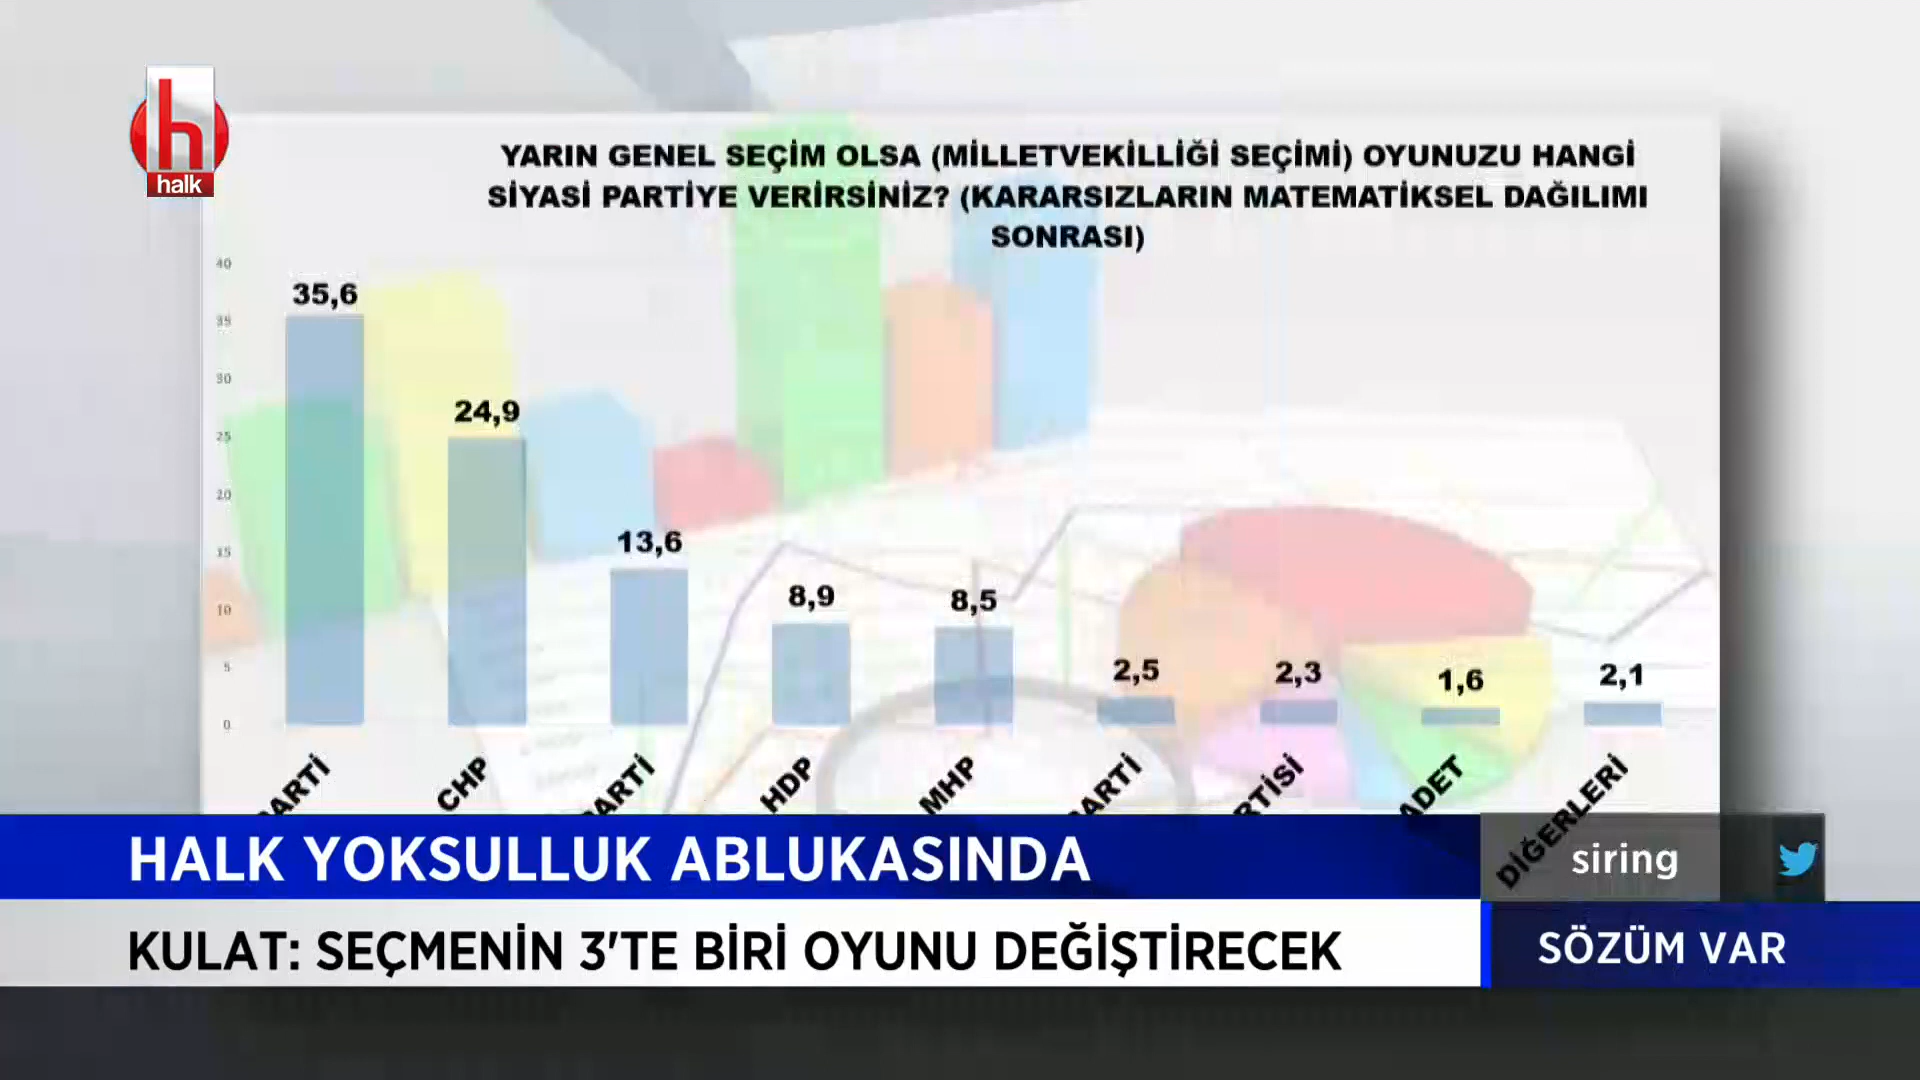 h
halk
YARIN GENEL SEÇİM OLSA (MİLLETVEKİLLİĞİ SEÇİMİ) OYUNUZU HANGİ
SİYASİ PARTİYE VERİRSİNİZ? (KARARSIZLARIN MATEMATİKSEL DAĞILIMI
SONRASI)
40
35
30
25
20
15
10
5
0
35,6
24,9
13,6
8,9
8,5
2,5
2,3
1,6
2,1
CHP
HDP
MHP
DİĞERLERİ
HALK YOKSULLUK ABLUKASINDA
siring
KULAT: SEÇMENİN 3'TE BİRİ OYUNU DEĞİŞTİRECEK
SÖZÜM VAR